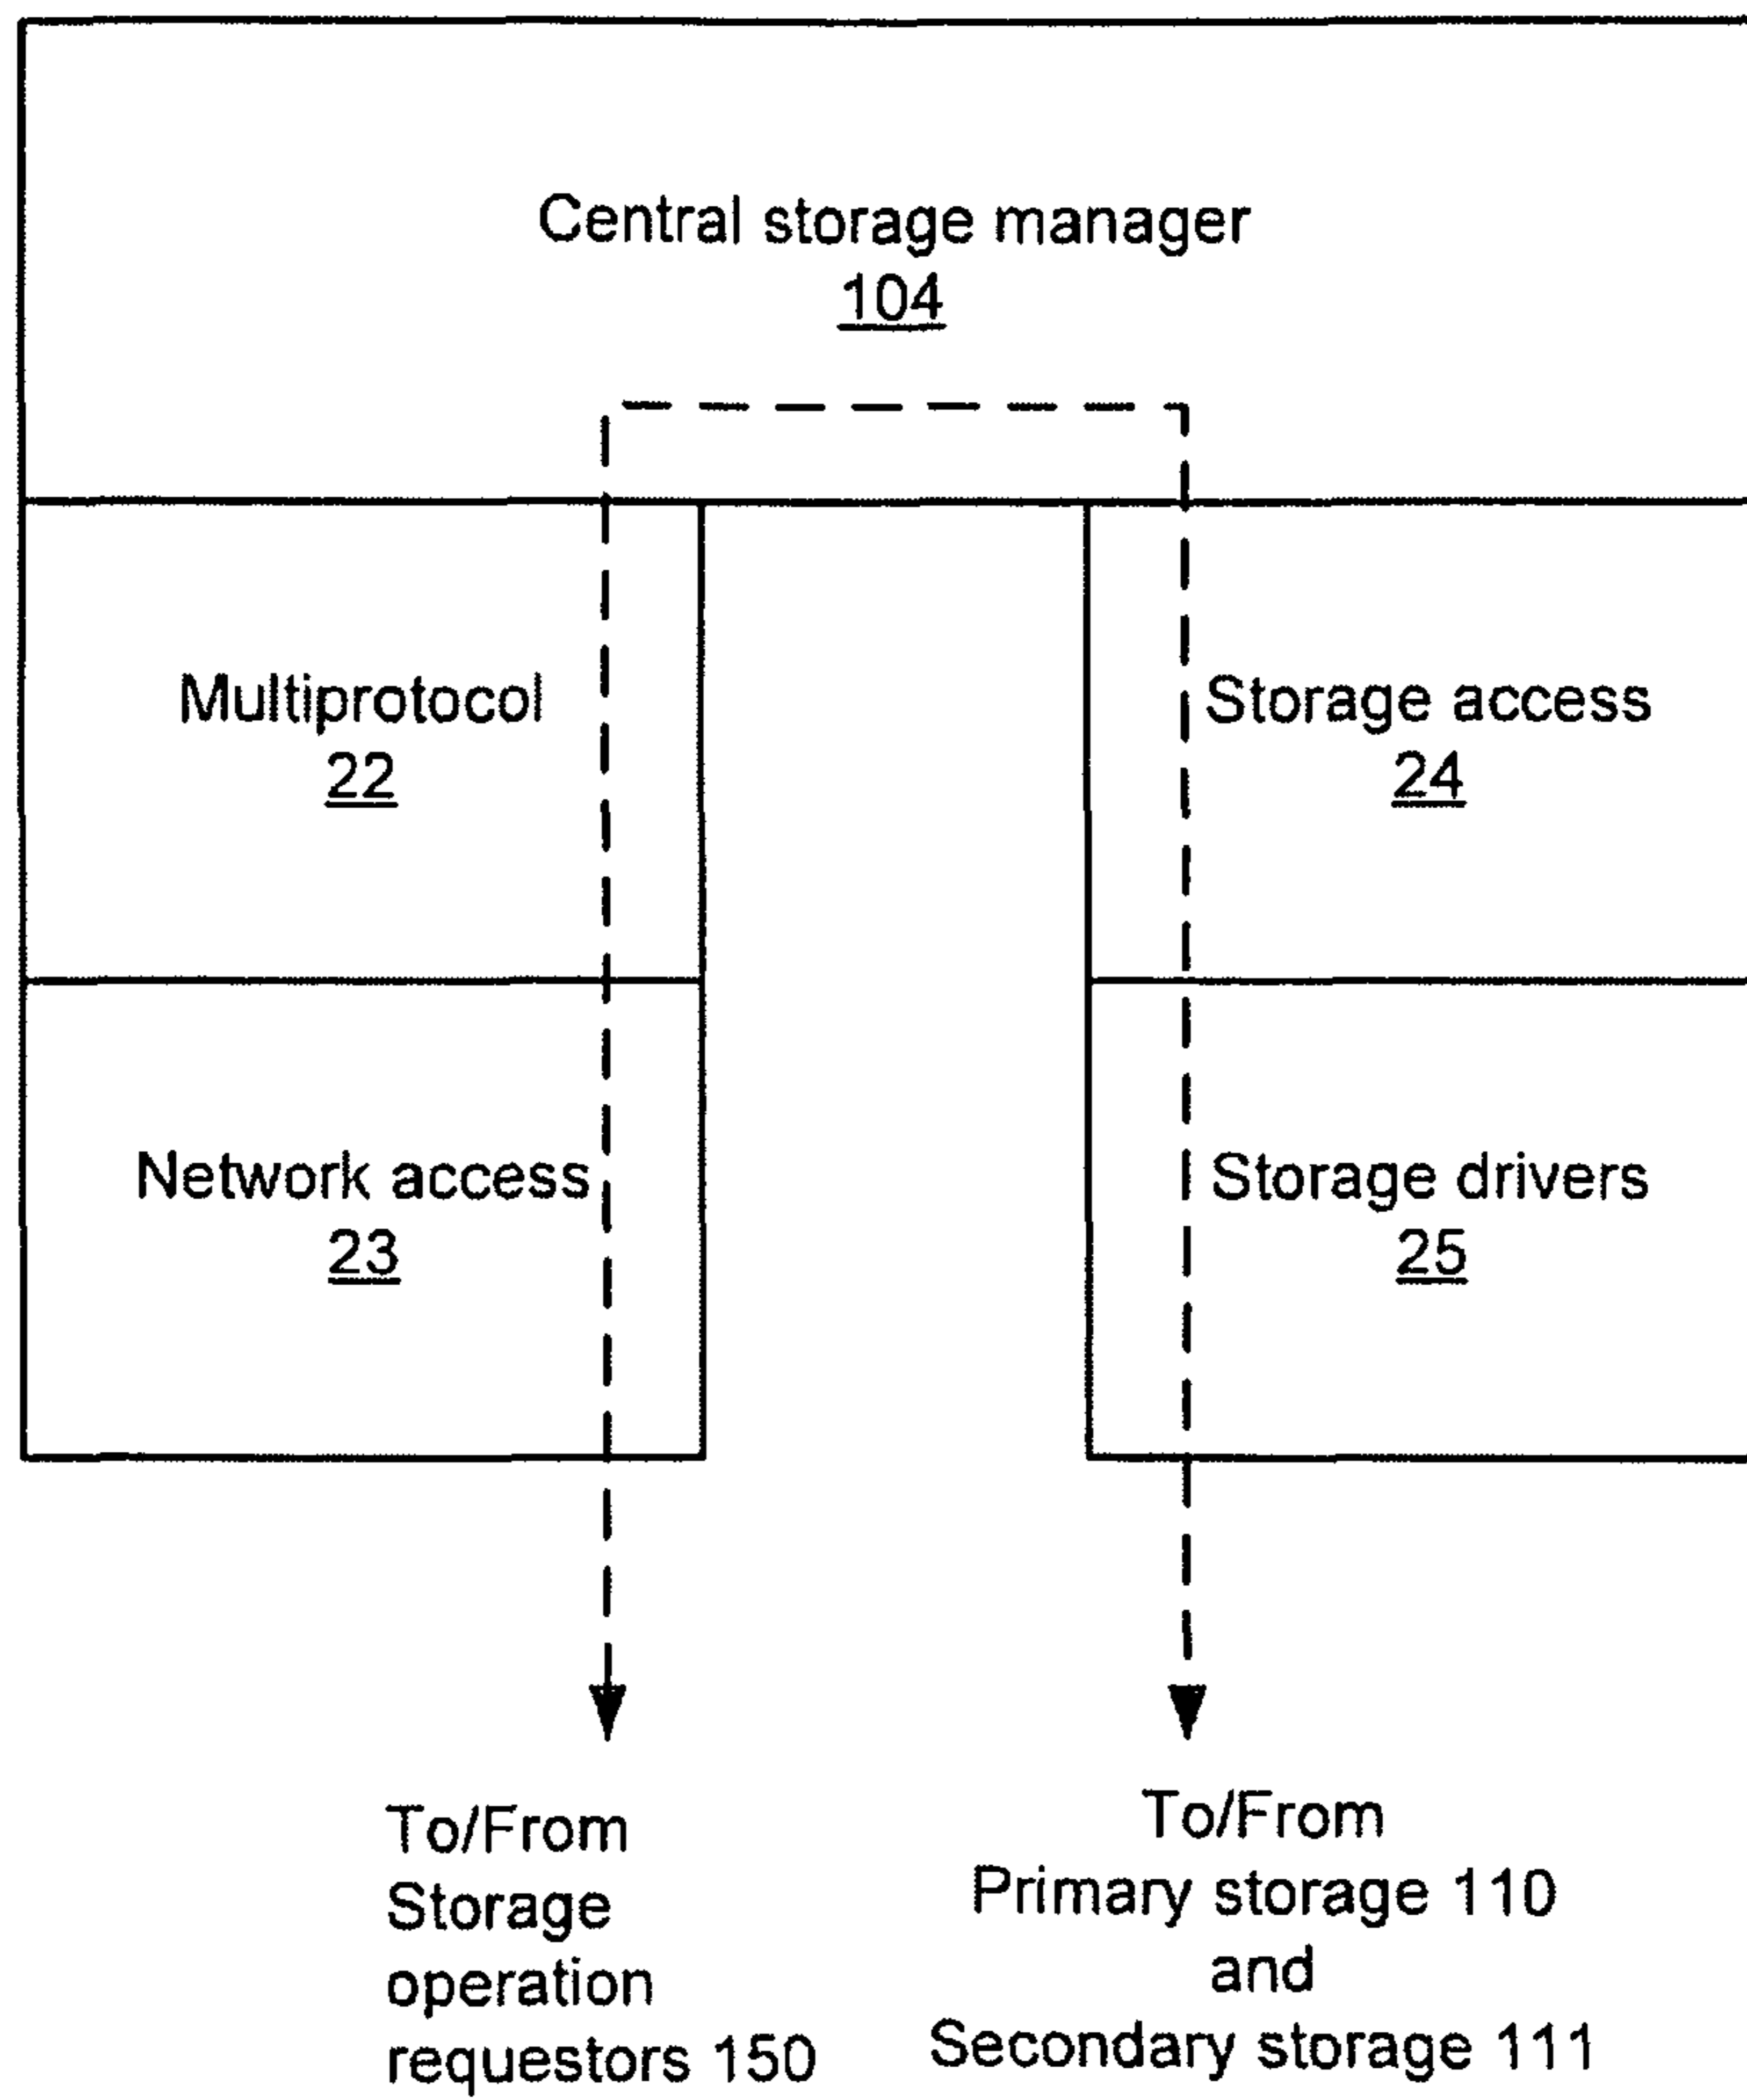 Central storage manager
104
Multiprotocol
22
Storage access
24
Network access
23
Storage drivers
25
To/From
Storage
operation
requestors 150
To/From
Primary storage 110
and
Secondary storage 111